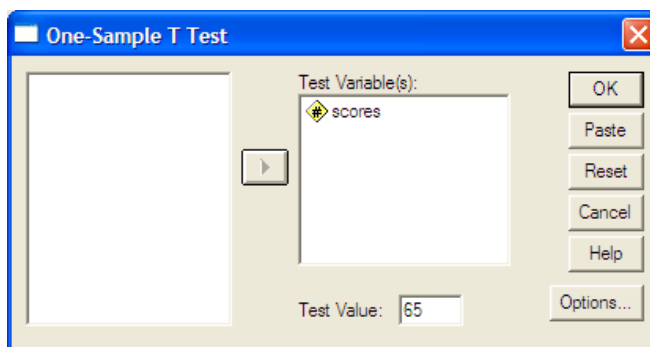 One-Sample T Test
Test Variable(s):
# scores
OK
Paste
Reset
Cancel
Help
Test Value: 65
Options...